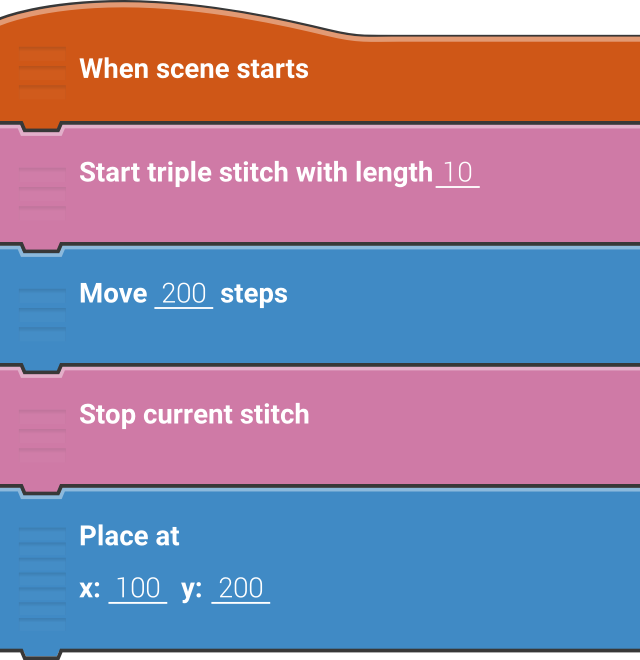 When scene starts
Start triple stitch with length 10
Move 200 steps
Stop current stitch
Place at
x: 100 y: 200